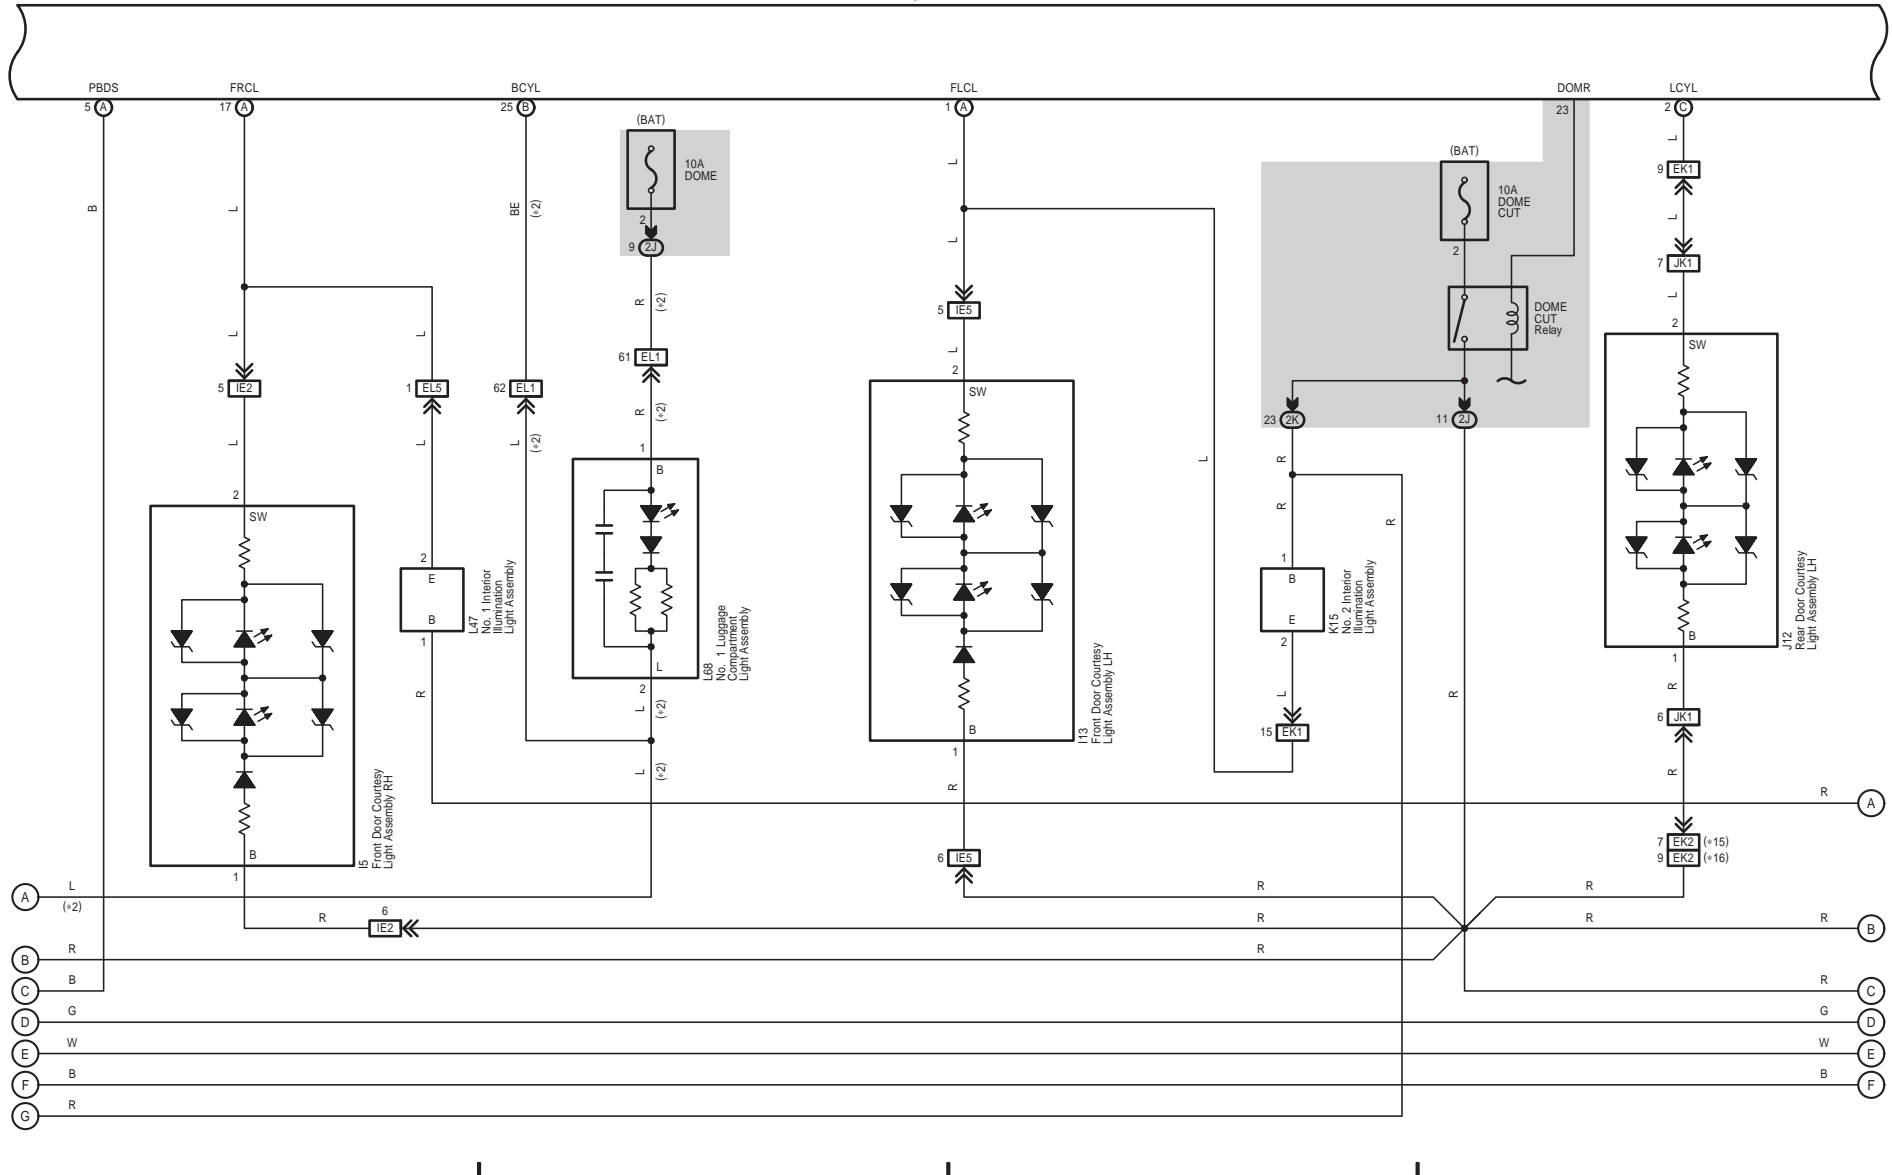 PBDS
FRCL
BCYL
FLCL
DOMR
LCYL
5 A
17 A
25 B
1 A
23
2 C
(BAT)
10A
DOME
2
9 2J
(BAT)
10A
DOME
CUT
2
DOME
CUT
Relay
L
9 EK1
L
7 JK1
L
2
SW
B
L
BE
(*2)
L
L
R
(*2)
L
5 IE5
L
2
SW
L
L
61 EL1
5 IE2
1 EL5
62 EL1
R
(*2)
23 2K
11 2J
L
L
L
(*2)
1
B
L
R
R
R
2
SW
2
E
B
1
L47
No. 1 Interior
Illumination
Light Assembly
L
2
L68
No. 1 Luggage
Compartment
Light Assembly
1
B
E
2
K15
No. 2 Interior
Illumination
Light Assembly
B
1
J12
Rear Door Courtesy
Light Assembly LH
R
L
(*2)
B
1
I13
Front Door Courtesy
Light Assembly LH
L
15 EK1
R
R
6 JK1
R
L
(*2)
R
R
A
B
1
I5
Front Door Courtesy
Light Assembly RH
6 IE5
7 EK2 (*15)
9 EK2 (*16)
A
L
(*2)
R
R
R
6
IE2
R
R
R
B
B
R
R
C
B
R
C
D
G
G
D
E
W
W
E
F
B
B
F
G
R